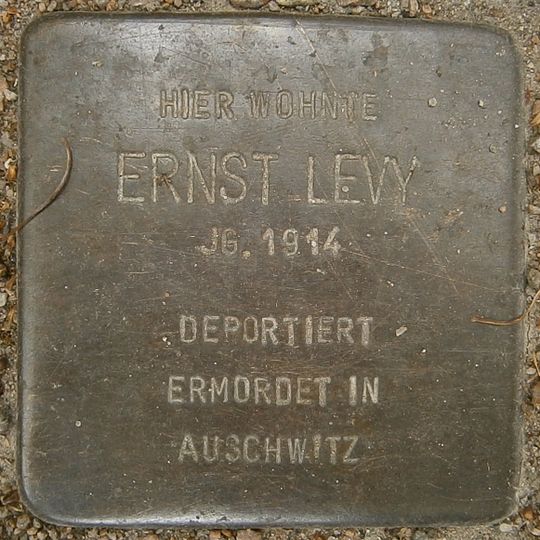 HIER WOHNTE
ERNST LEVY
JG. 1914
DEPORTIERT
ERMORDET IN
AUSCHWITZ